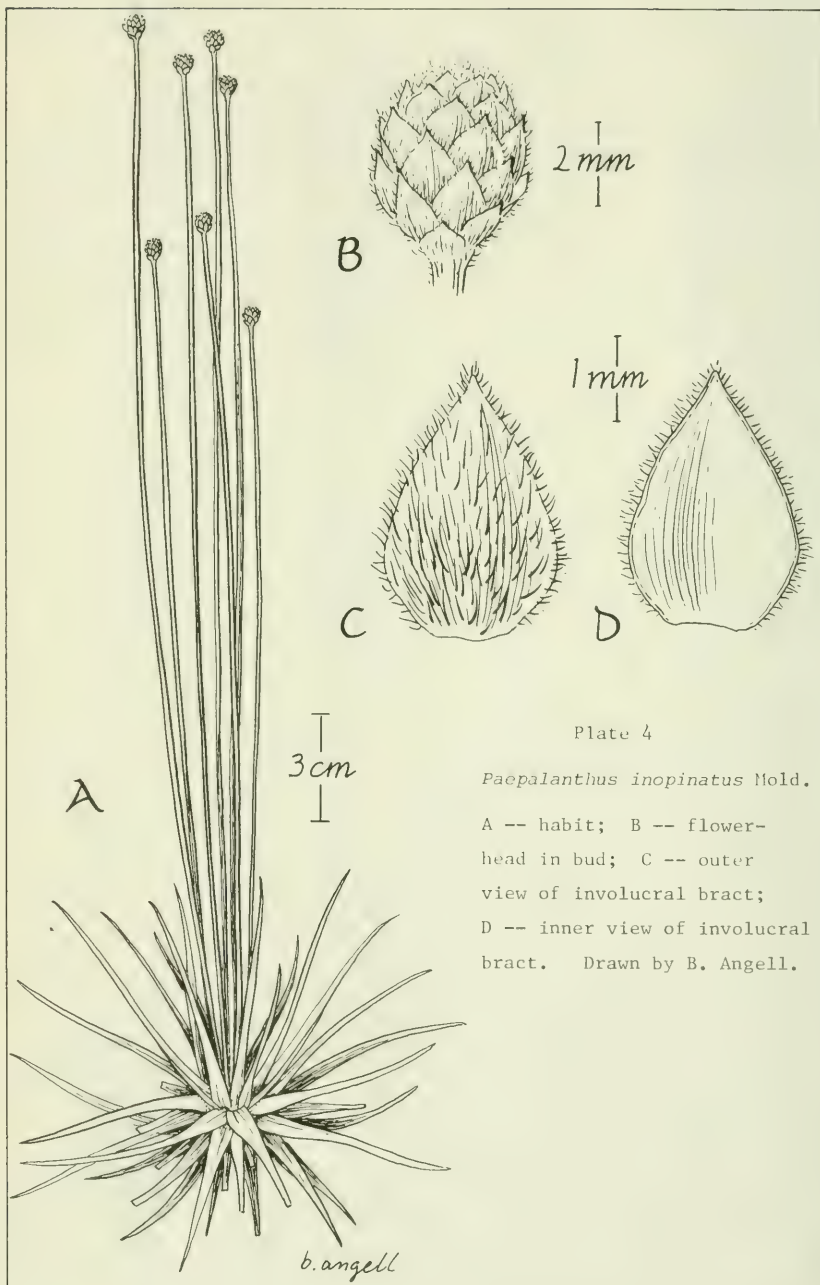 A
B
2 mm
1 mm
C
D
3 cm
Plate 4
Paepalanthus inopinatus Mold.
A -- habit; B -- flower-
head in bud; C -- outer
view of involucral bract;
D -- inner view of involucral
bract. Drawn by B. Angell.
b. angell